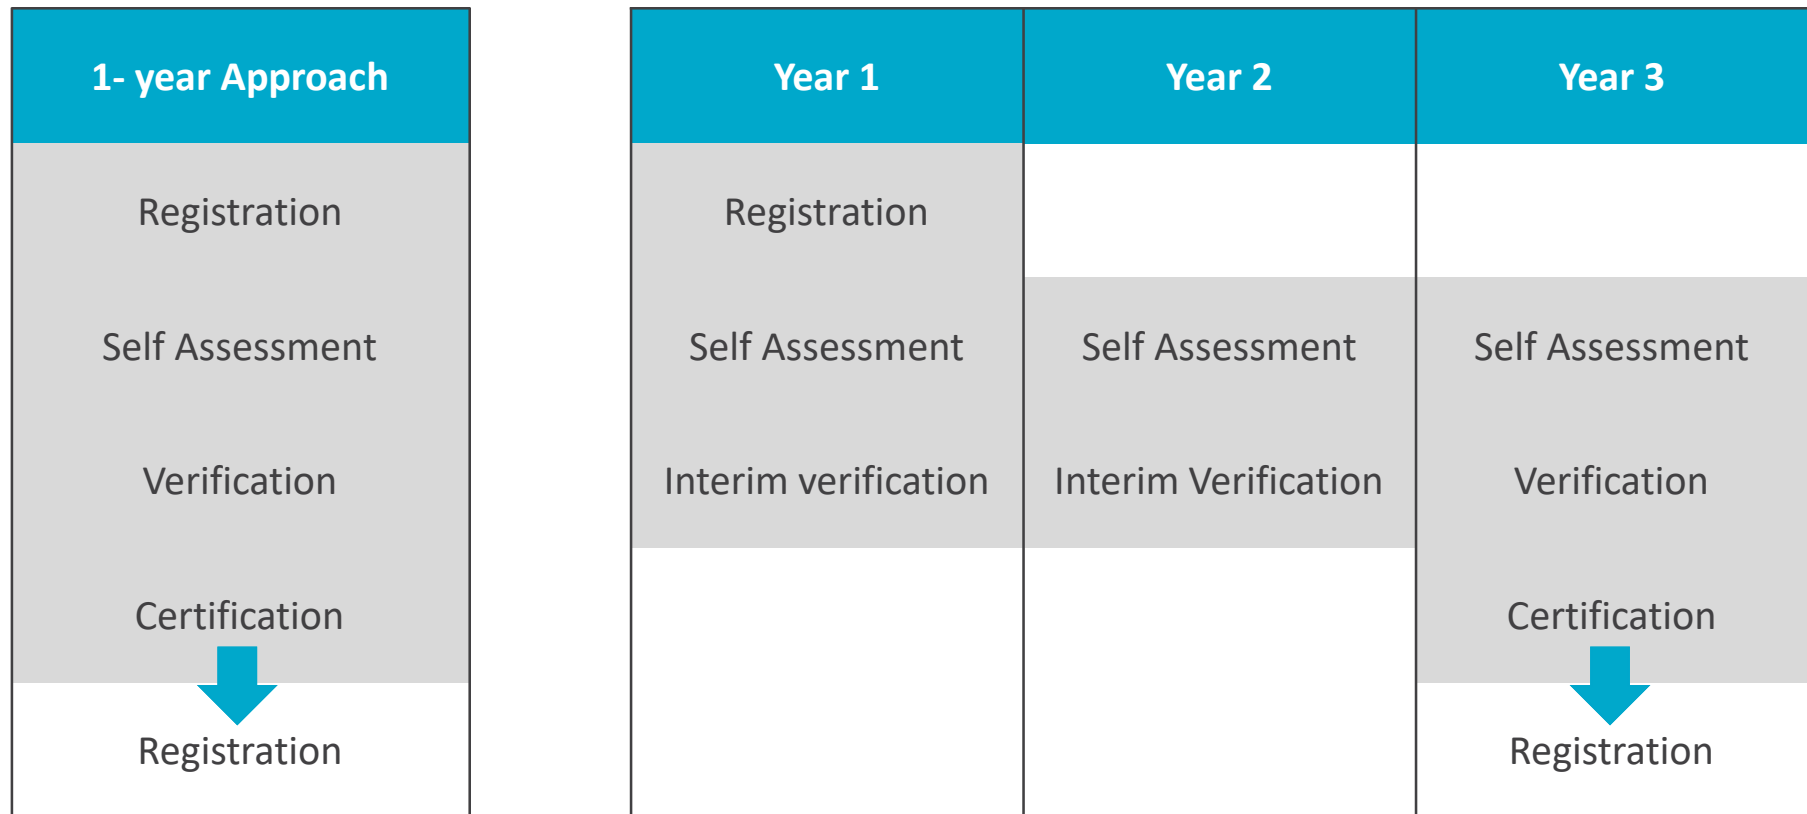 1- year Approach
Registration
Self Assessment
Verification
Certification
Registration
Year 1 Year 2 Year 3
Registration
Self Assessment Self Assessment Self Assessment
Interim verification Interim Verification Verification
Certification
Registration